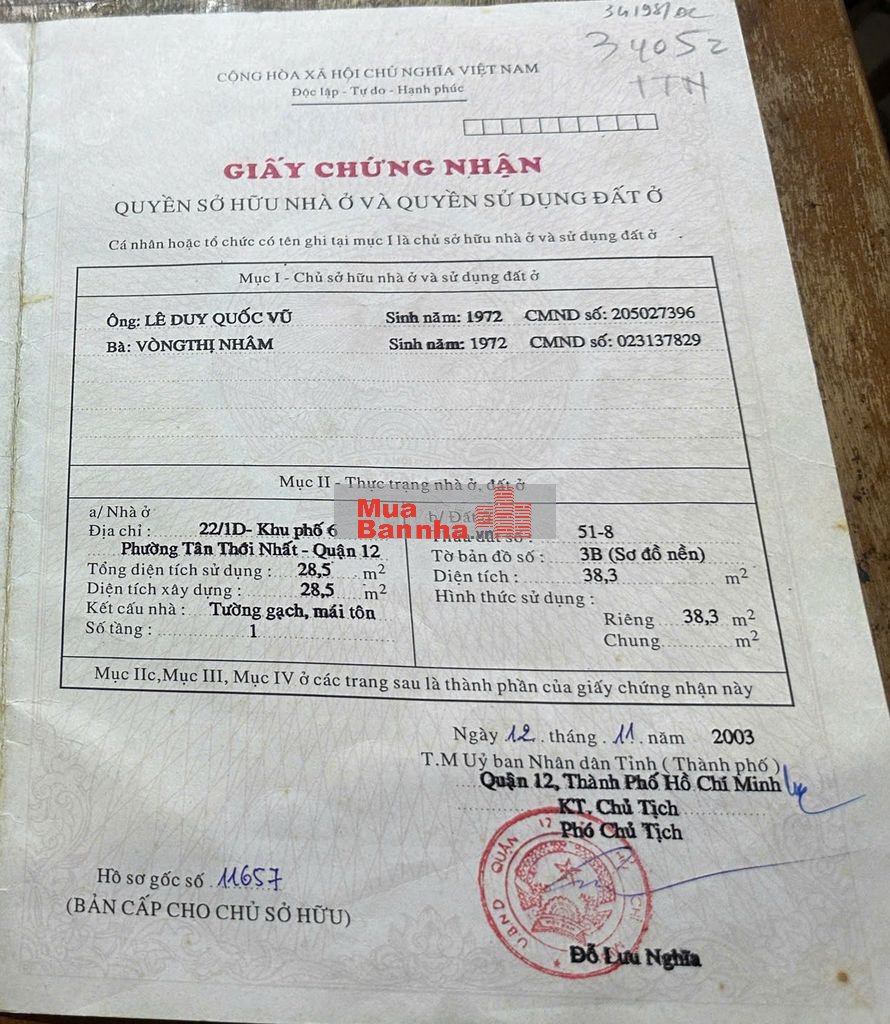 34198/DC
34052
TTN
CỘNG HÒA XÃ HỘI CHỦ NGHĨA VIỆT NAM
Độc lập - Tự do - Hạnh phúc
GIẤY CHỨNG NHẬN
QUYỀN SỞ HỮU NHÀ Ở VÀ QUYỀN SỬ DỤNG ĐẤT Ở
Cá nhân hoặc tổ chức có tên ghi tại mục I là chủ sở hữu nhà ở và sử dụng đất ở
Mục I - Chủ sở hữu nhà ở và sử dụng đất ở
Ông: LÊ DUY QUỐC VŨ Sinh năm: 1972 CMND số: 205027396
Bà: VÒNGTHỊ NHÂM Sinh năm: 1972 CMND số: 023137829
Mục II - Thực trạng nhà ở, đất ở
a/ Nhà ở
Địa chỉ : 22/1D- Khu phố 6
Phường Tân Thới Nhất - Quận 12
Tổng diện tích sử dụng : 28,5 m2
Diện tích xây dựng : 28,5 m2
Kết cấu nhà : Tường gạch, mái tôn
Số tầng : 1
Mua
Bannha.vn
b/ Đất ở
số : 51-8
Tờ bản đồ số : 3B (Sơ đồ nền)
Diện tích : 38,3 m2
Hình thức sử dụng :
Riêng 38,3 m2
Chung m2
Mục IIc,Mục III, Mục IV ở các trang sau là thành phần của giấy chứng nhận này
Ngày 12 tháng 11 năm 2003
T.M Uỷ ban Nhân dân Tỉnh ( Thành phố )
Quận 12, Thành Phố Hồ Chí Minh
KT, Chủ Tịch
Phó Chủ Tịch
U.B.N.D QUẬN 12
Đỗ Lưu Nghĩa
Hồ sơ gốc số 11657
(BẢN CẤP CHO CHỦ SỞ HỮU)